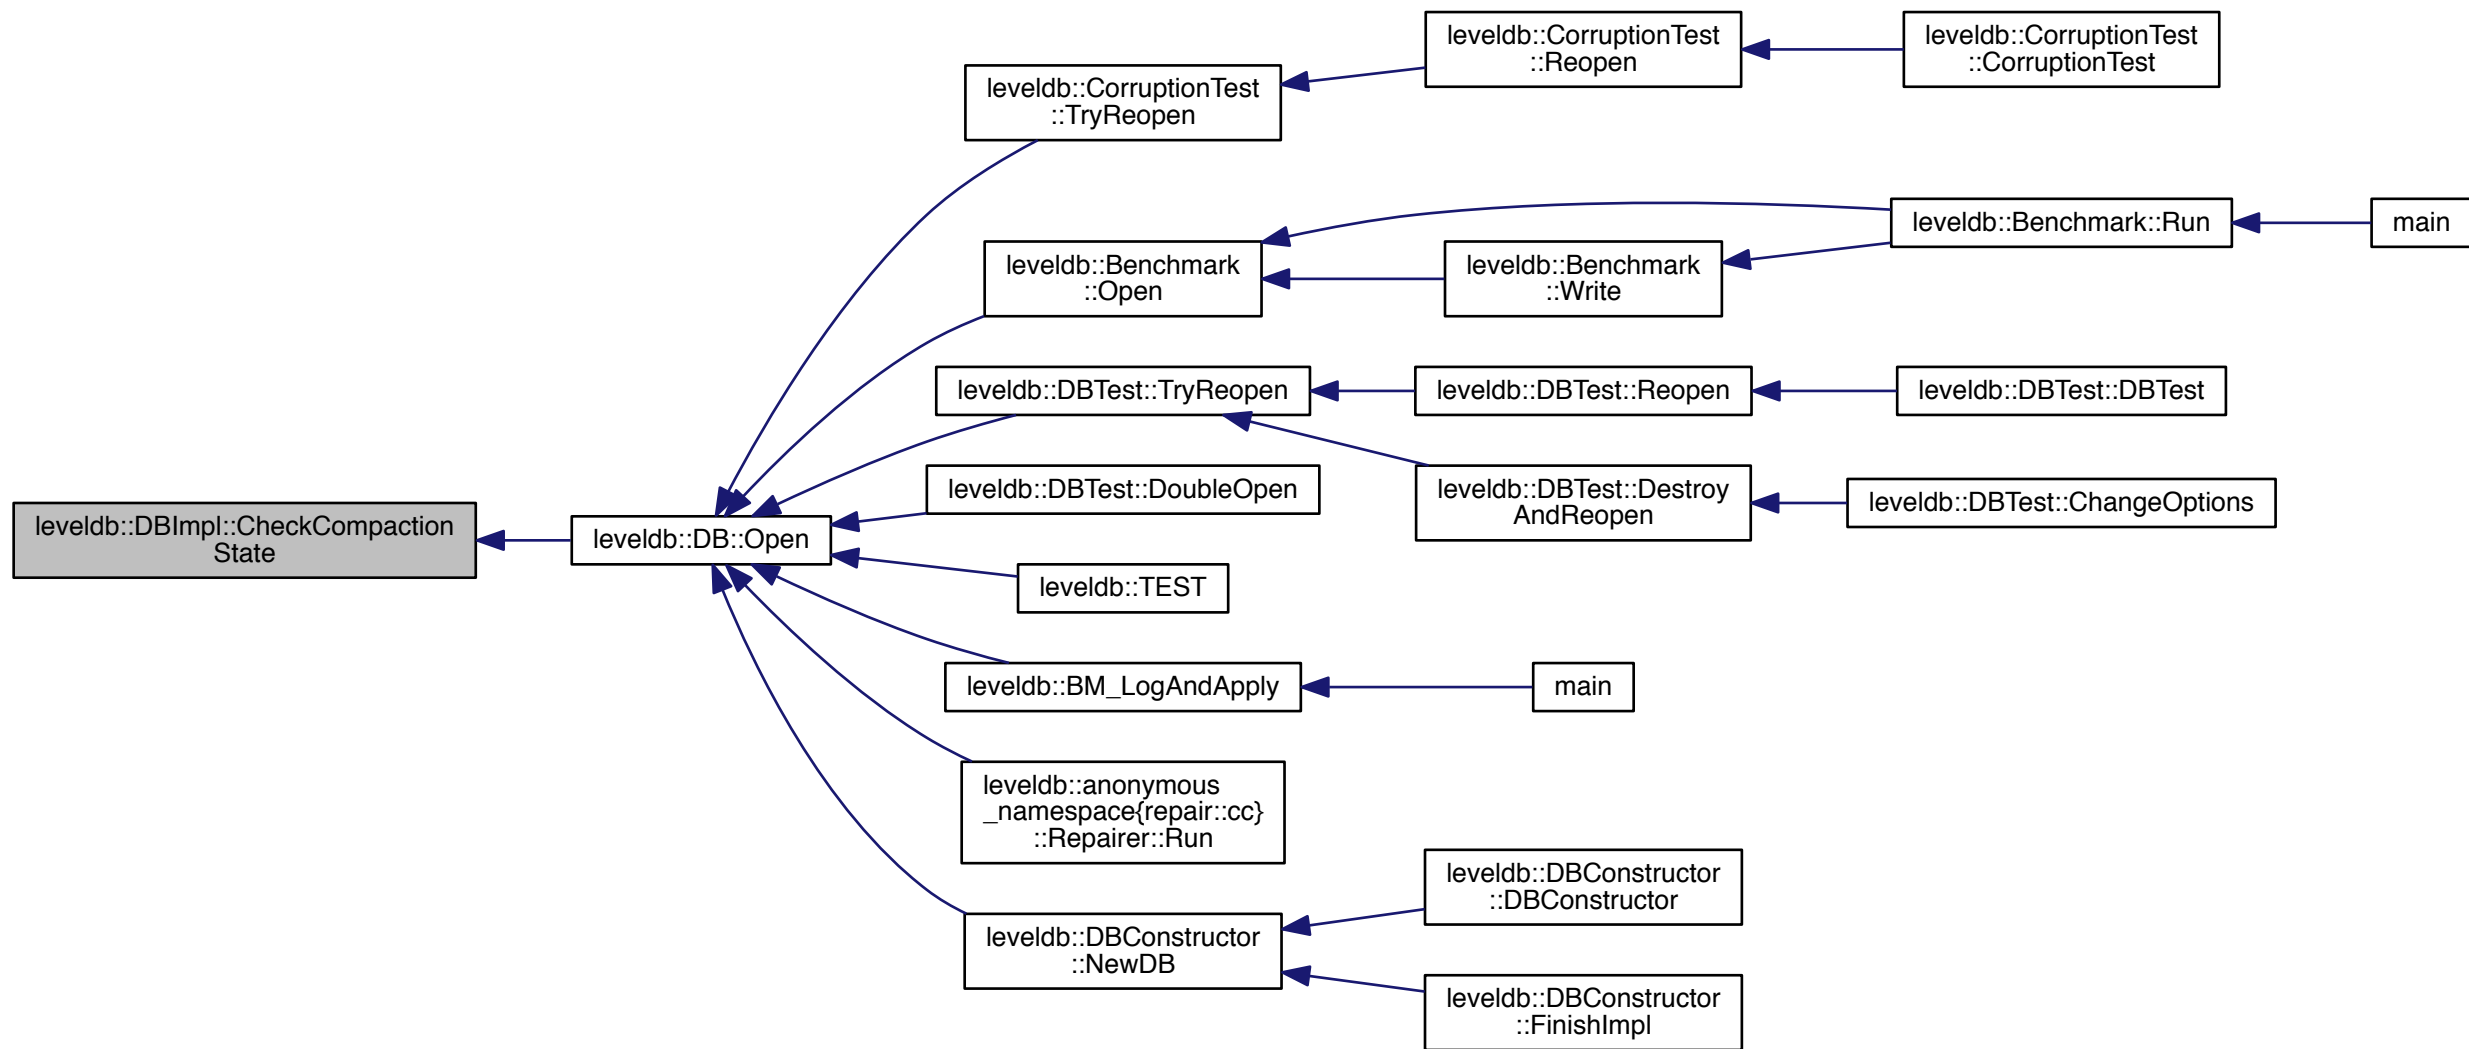 leveldb::CorruptionTest
::Reopen
leveldb::CorruptionTest
::CorruptionTest
leveldb::CorruptionTest
::TryReopen
leveldb::Benchmark::Run
main
leveldb::Benchmark
::Open
leveldb::Benchmark
::Write
leveldb::DBTest::TryReopen
leveldb::DBTest::Reopen
leveldb::DBTest::DBTest
leveldb::DBTest::DoubleOpen
leveldb::DBTest::Destroy
AndReopen
leveldb::DBTest::ChangeOptions
leveldb::DBImpl::CheckCompaction
State
leveldb::DB::Open
leveldb::TEST
leveldb::BM_LogAndApply
main
leveldb::anonymous
_namespace{repair::cc}
::Repairer::Run
leveldb::DBConstructor
::DBConstructor
leveldb::DBConstructor
::NewDB
leveldb::DBConstructor
::FinishImpl